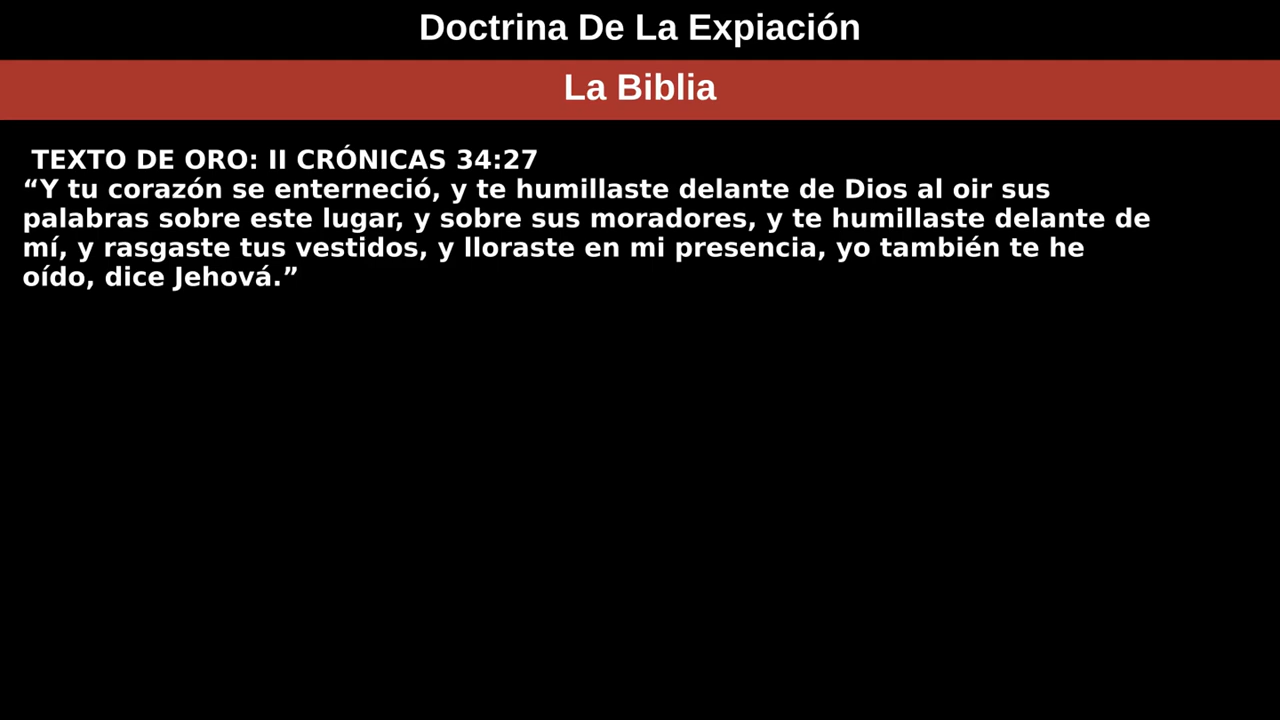 Doctrina De La Expiación
La Biblia
TEXTO DE ORO: II CRÓNICAS 34:27
“Y tu corazón se enterneció, y te humillaste delante de Dios al oir sus
palabras sobre este lugar, y sobre sus moradores, y te humillaste delante de
mí, y rasgaste tus vestidos, y lloraste en mi presencia, yo también te he
oído, dice Jehová.”